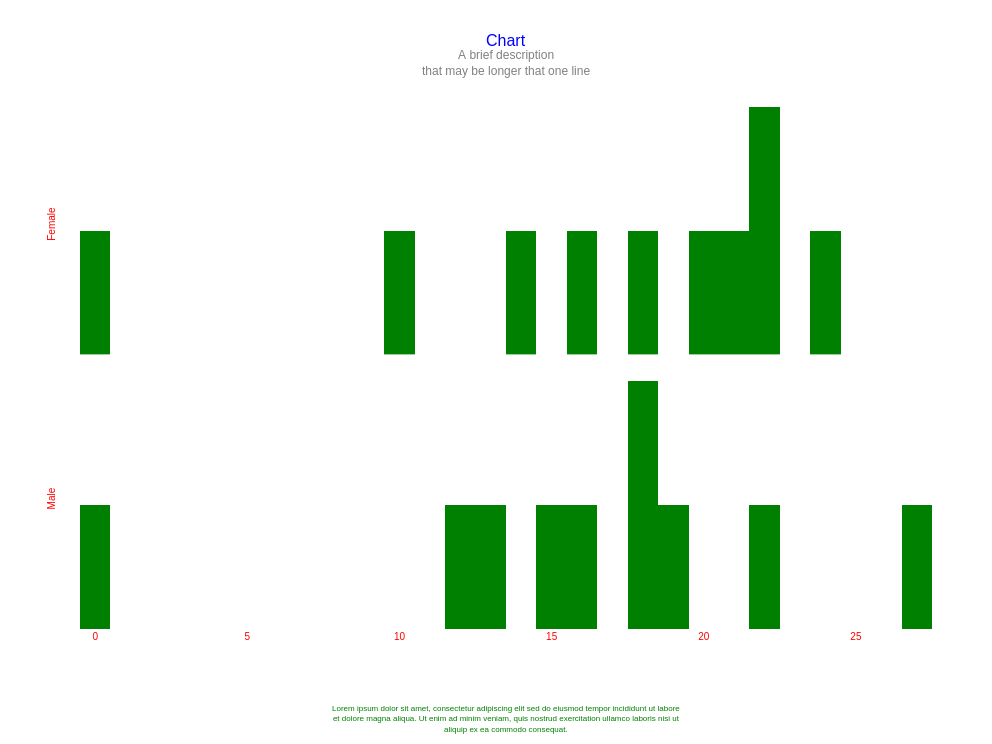 Chart
A brief description
that may be longer that one line
Female
Male
0 5 10 15 20 25
Lorem ipsum dolor sit amet, consectetur adipiscing elit sed do eiusmod tempor incididunt ut labore
et dolore magna aliqua. Ut enim ad minim veniam, quis nostrud exercitation ullamco laboris nisi ut
aliquip ex ea commodo consequat.